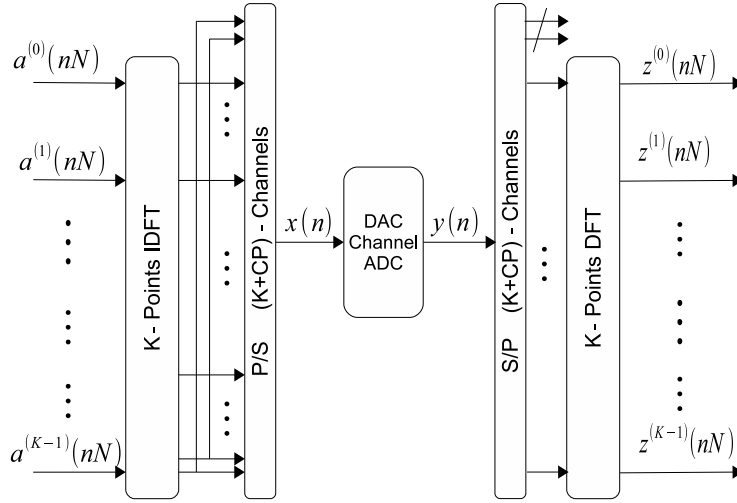 a^(0)(nN)
a^(1)(nN)
a^(K−1)(nN)
K - Points IDFT
P/S (K+CP) - Channels
x(n)
DAC
Channel
ADC
y(n)
S/P (K+CP) - Channels
K - Points DFT
z^(0)(nN)
z^(1)(nN)
z^(K−1)(nN)